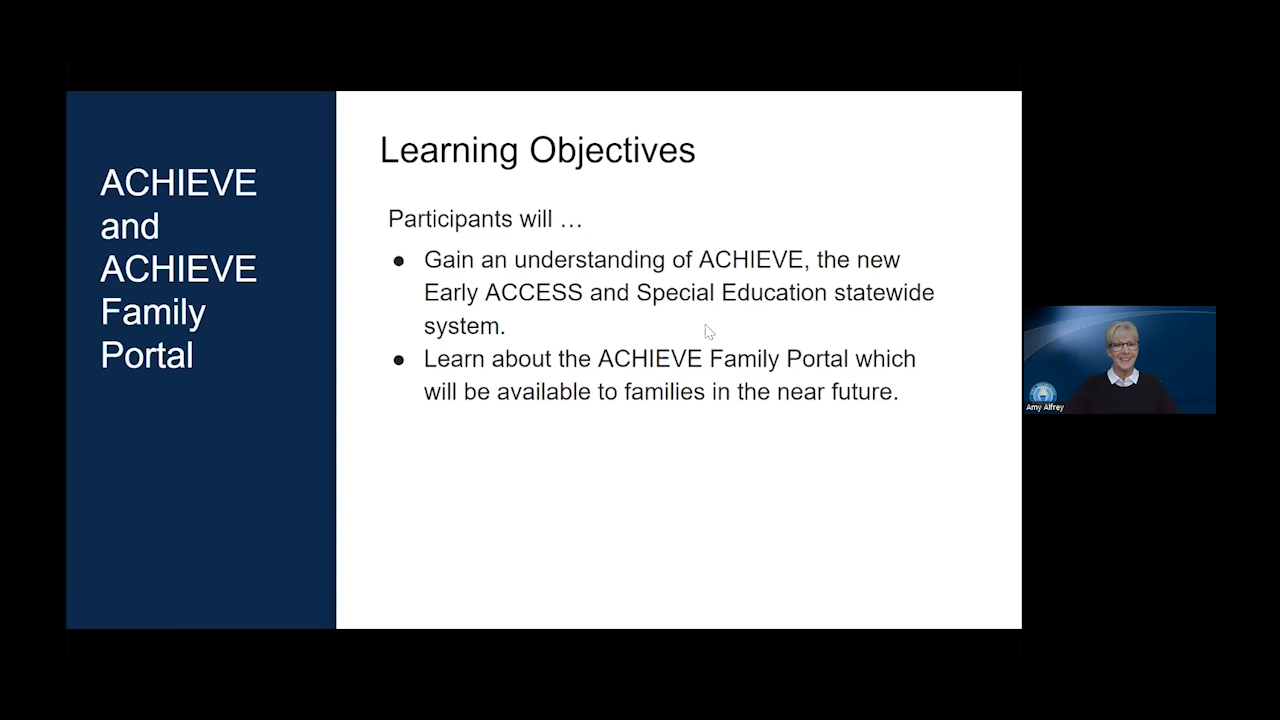 ACHIEVE
and
ACHIEVE
Family
Portal
Learning Objectives
Participants will …
● Gain an understanding of ACHIEVE, the new
Early ACCESS and Special Education statewide
system.
● Learn about the ACHIEVE Family Portal which
will be available to families in the near future.
Amy Alfrey